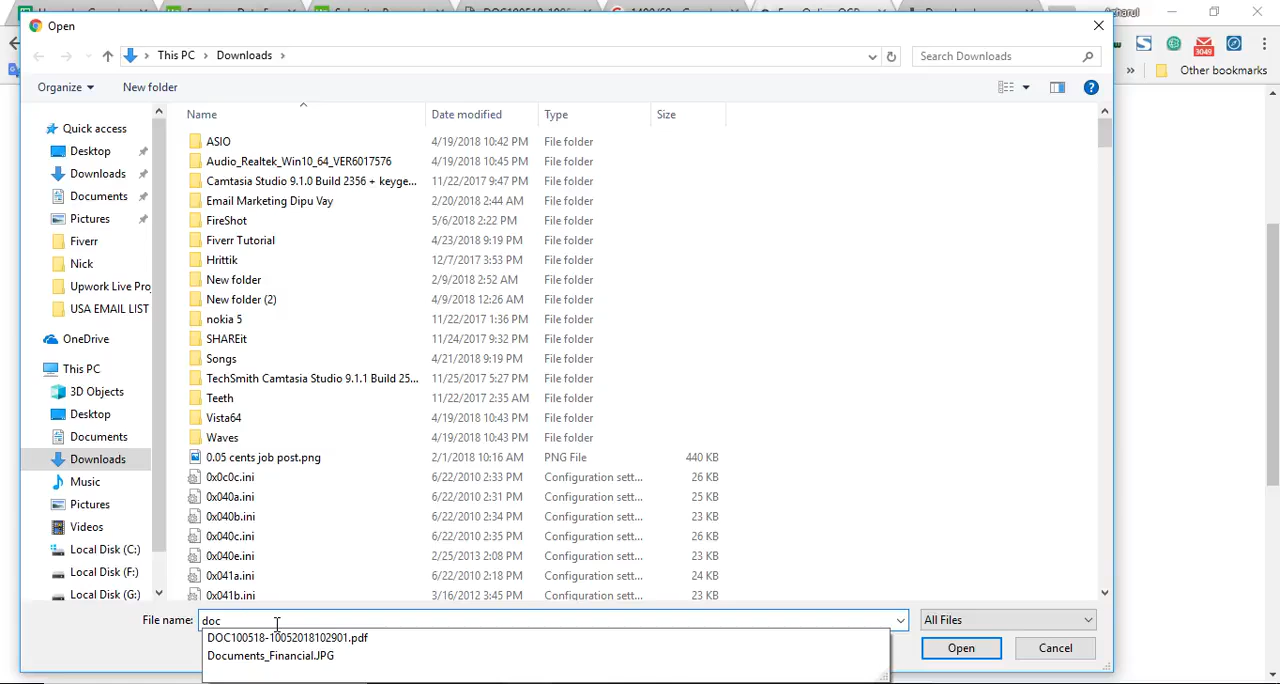 Open
This PC
Downloads
Search Downloads
3049
Other bookmarks
Organize
New folder
Name
Date modified
Type
Size
Quick access
Desktop
Downloads
Documents
Pictures
Fiverr
Nick
Upwork Live Proj
USA EMAIL LIST
OneDrive
This PC
3D Objects
Desktop
Documents
Downloads
Music
Pictures
Videos
Local Disk (C:)
Local Disk (F:)
Local Disk (G:)
ASIO 4/19/2018 10:42 PM File folder
Audio_Realtek_Win10_64_VER6017576 4/19/2018 10:45 PM File folder
Camtasia Studio 9.1.0 Build 2356 + keyge... 11/22/2017 9:47 PM File folder
Email Marketing Dipu Vay 2/20/2018 2:44 AM File folder
FireShot 5/6/2018 2:22 PM File folder
Fiverr Tutorial 4/23/2018 9:19 PM File folder
Hrittik 12/7/2017 3:53 PM File folder
New folder 2/9/2018 2:52 AM File folder
New folder (2) 4/9/2018 12:26 AM File folder
nokia 5 11/22/2017 1:36 PM File folder
SHAREit 11/24/2017 9:32 PM File folder
Songs 4/21/2018 9:19 PM File folder
TechSmith Camtasia Studio 9.1.1 Build 25... 11/25/2017 5:27 PM File folder
Teeth 11/22/2017 2:35 AM File folder
Vista64 4/19/2018 10:43 PM File folder
Waves 4/19/2018 10:43 PM File folder
0.05 cents job post.png 2/1/2018 10:16 AM PNG File 440 KB
0x0c0c.ini 6/22/2010 2:33 PM Configuration sett... 26 KB
0x040a.ini 6/22/2010 2:31 PM Configuration sett... 25 KB
0x040b.ini 6/22/2010 2:34 PM Configuration sett... 23 KB
0x040c.ini 6/22/2010 2:35 PM Configuration sett... 26 KB
0x040e.ini 2/25/2013 2:08 PM Configuration sett... 23 KB
0x041a.ini 6/22/2010 2:18 PM Configuration sett... 24 KB
0x041b.ini 3/16/2012 3:45 PM Configuration sett... 23 KB
File name: doc
All Files
DOC100518-10052018102901.pdf
Documents_Financial.JPG
Open
Cancel